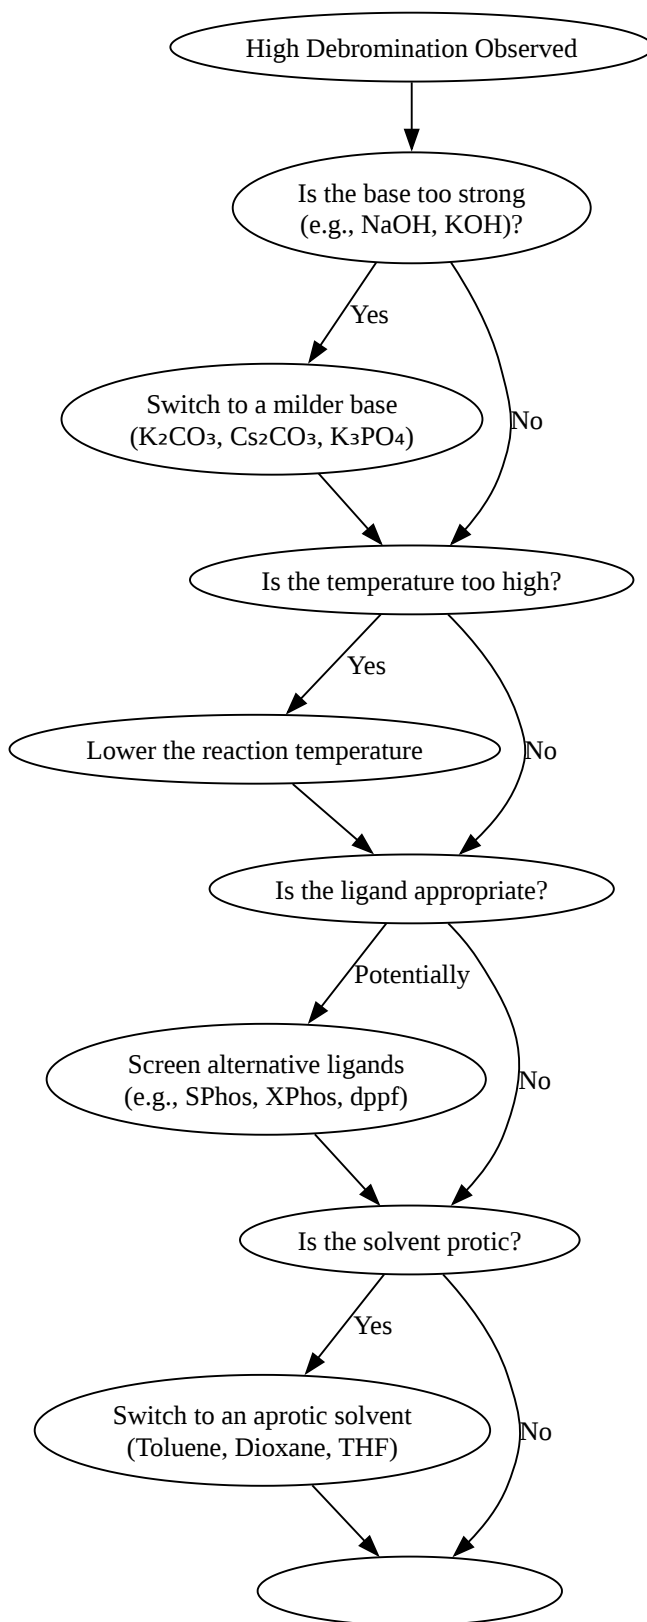 High Debromination Observed
Is the base too strong
(e.g., NaOH, KOH)?
Yes
Switch to a milder base
(K₂CO₃, Cs₂CO₃, K₃PO₄)
No
Is the temperature too high?
Yes
Lower the reaction temperature
No
Is the ligand appropriate?
Potentially
Screen alternative ligands
(e.g., SPhos, XPhos, dppf)
No
Is the solvent protic?
Yes
Switch to an aprotic solvent
(Toluene, Dioxane, THF)
No